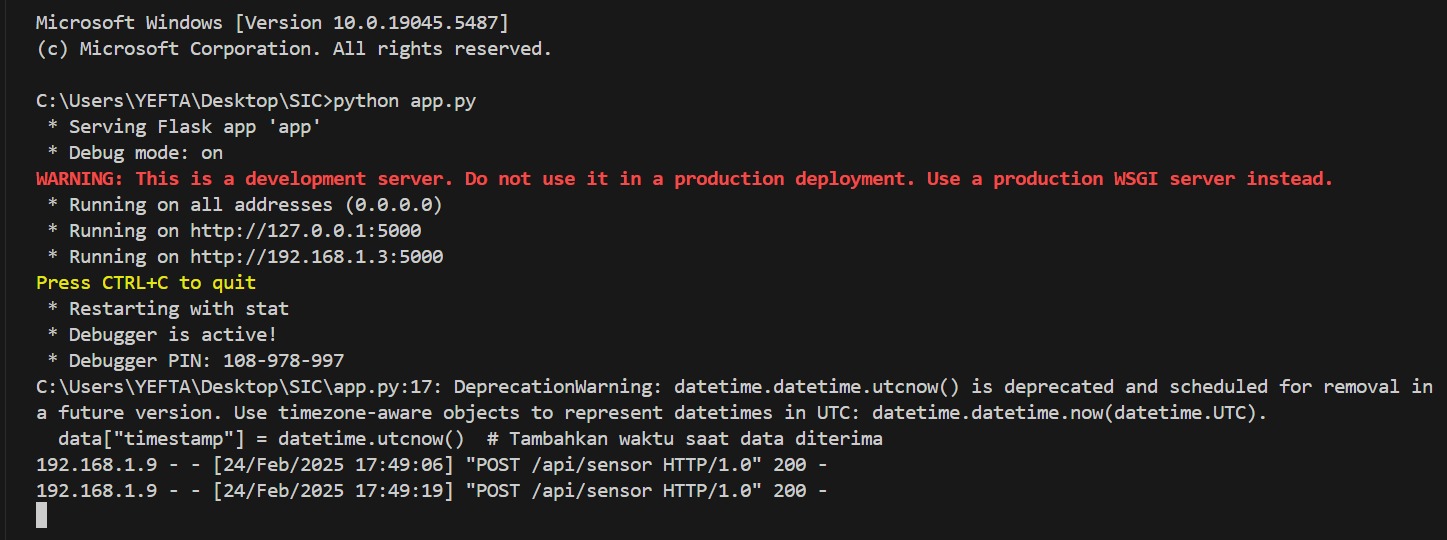 Microsoft Windows [Version 10.0.19045.5487]
(c) Microsoft Corporation. All rights reserved.
C:\Users\YEFTA\Desktop\SIC>python app.py
 * Serving Flask app 'app'
 * Debug mode: on
WARNING: This is a development server. Do not use it in a production deployment. Use a production WSGI server instead.
 * Running on all addresses (0.0.0.0)
 * Running on http://127.0.0.1:5000
 * Running on http://192.168.1.3:5000
Press CTRL+C to quit
 * Restarting with stat
 * Debugger is active!
 * Debugger PIN: 108-978-997
C:\Users\YEFTA\Desktop\SIC\app.py:17: DeprecationWarning: datetime.datetime.utcnow() is deprecated and scheduled for removal in
a future version. Use timezone-aware objects to represent datetimes in UTC: datetime.datetime.now(datetime.UTC).
  data["timestamp"] = datetime.utcnow()  # Tambahkan waktu saat data diterima
192.168.1.9 - - [24/Feb/2025 17:49:06] "POST /api/sensor HTTP/1.0" 200 -
192.168.1.9 - - [24/Feb/2025 17:49:19] "POST /api/sensor HTTP/1.0" 200 -